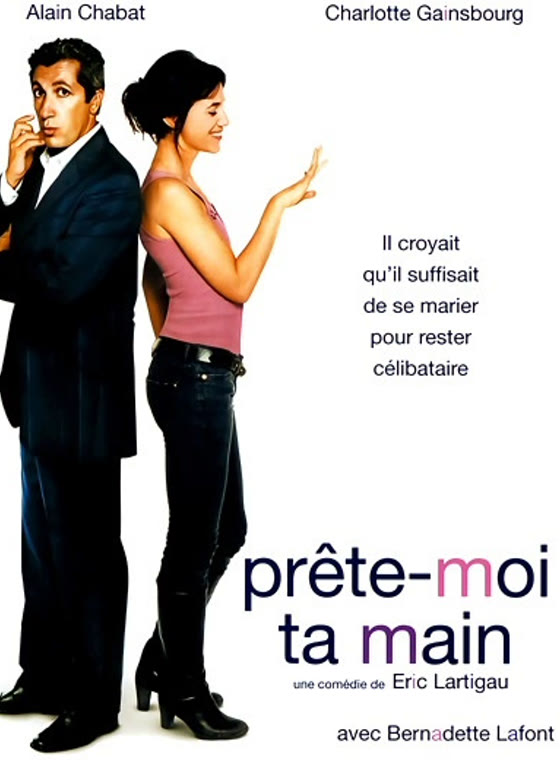 Alain Chabat
Charlotte Gainsbourg
Il croyait
qu'il suffisait
de se marier
pour rester
célibataire
prête-moi
ta main
une comédie de Eric Lartigau
avec Bernadette Lafont